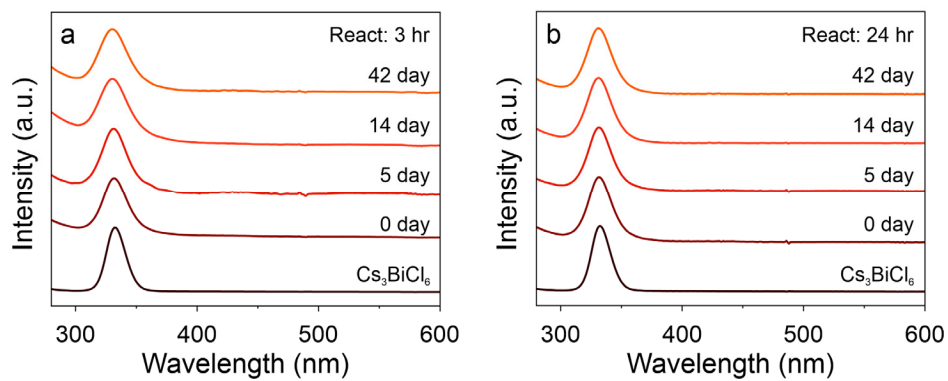 a
React: 3 hr
42 day
14 day
5 day
0 day
Cs₃BiCl₆
Intensity (a.u.)
300 400 500 600
Wavelength (nm)
b
React: 24 hr
42 day
14 day
5 day
0 day
Cs₃BiCl₆
Intensity (a.u.)
300 400 500 600
Wavelength (nm)